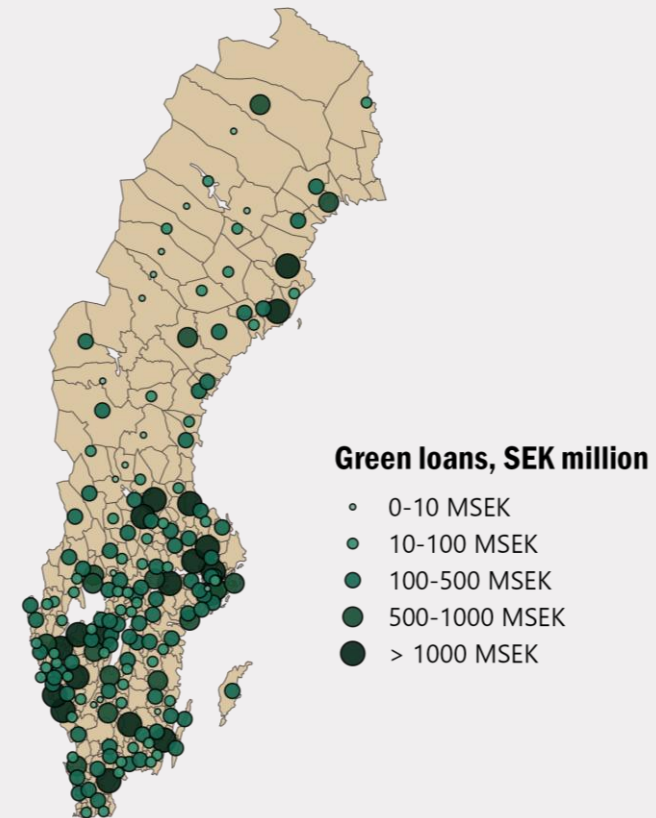 Green loans, SEK million
0-10 MSEK
10-100 MSEK
100-500 MSEK
500-1000 MSEK
> 1000 MSEK